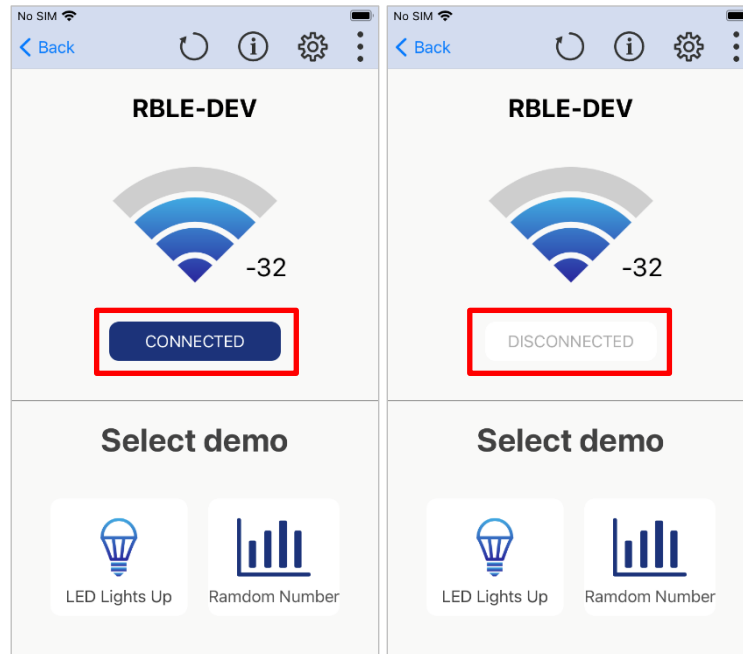 No SIM
Back
RBLE-DEV
-32
CONNECTED
Select demo
LED Lights Up
Ramdom Number
No SIM
Back
RBLE-DEV
-32
DISCONNECTED
Select demo
LED Lights Up
Ramdom Number